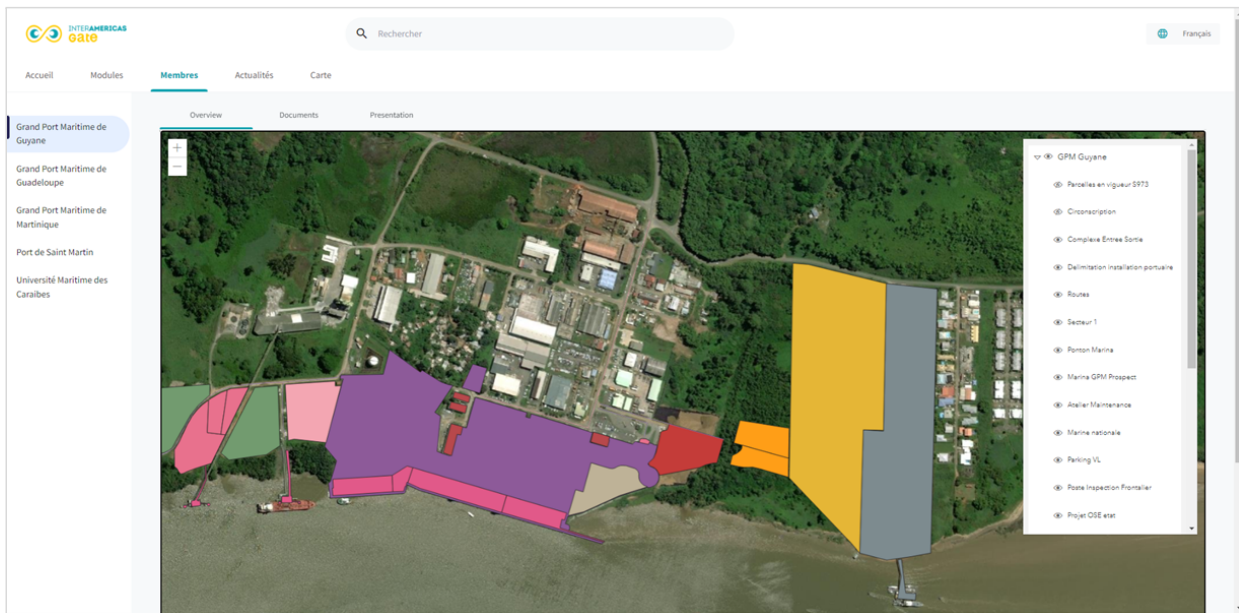 INTERAMERICAS
Gate
Rechercher
Français
Accueil
Modules
Membres
Actualités
Carte
Grand Port Maritime de
Guyane
Grand Port Maritime de
Guadeloupe
Grand Port Maritime de
Martinique
Port de Saint Martin
Université Maritime des
Caraibes
Overview
Documents
Presentation
+
−
GPM Guyane
Parcelles en vigueur S973
Circonscription
Complexe Entree Sortie
Delimitation installation portuaire
Routes
Secteur 1
Ponton Marina
Marina GPM Prospect
Atelier Maintenance
Marine nationale
Parking VL
Poste Inspection Frontalier
Projet OSE etat